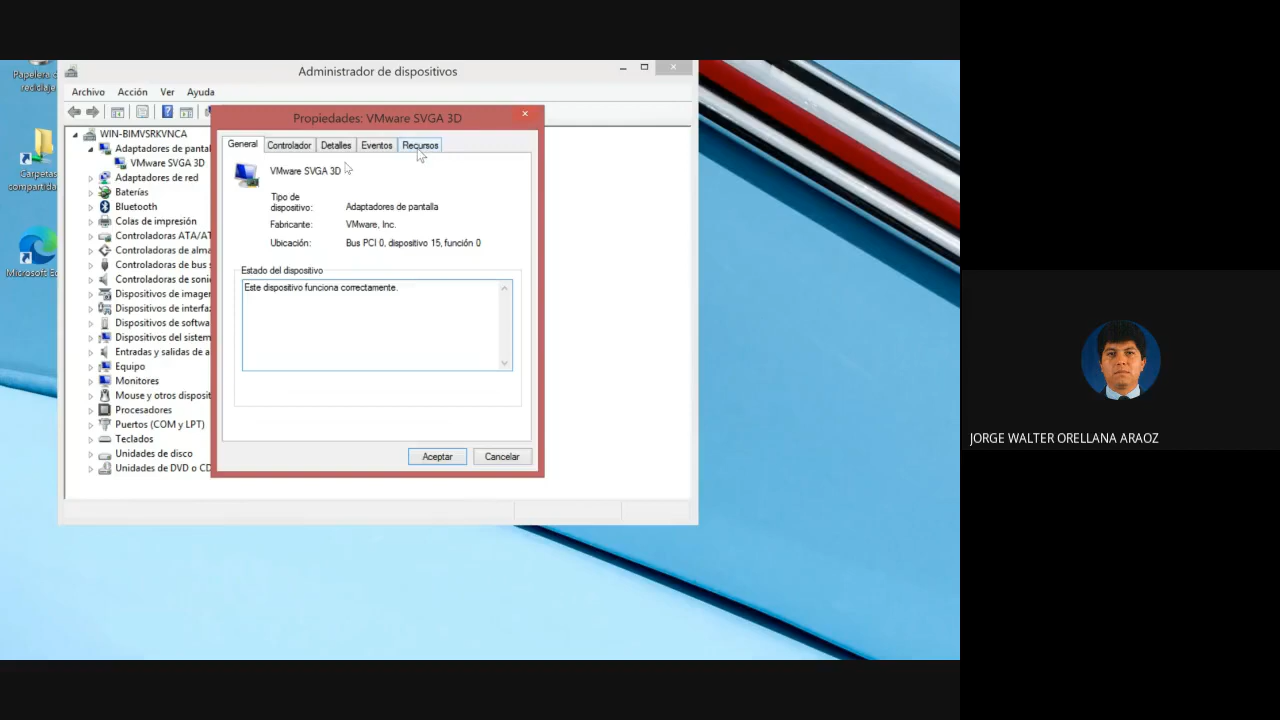 Papelera d
reciclaje
Carpetas
compartida
Microsoft Ed
Administrador de dispositivos
Archivo Acción Ver Ayuda
WIN-BIMVSRKVNCA
Adaptadores de pantal
VMware SVGA 3D
Adaptadores de red
Baterías
Bluetooth
Colas de impresión
Controladoras ATA/AT
Controladoras de alma
Controladoras de bus s
Controladoras de sonid
Dispositivos de imagen
Dispositivos de interfa
Dispositivos de softwa
Dispositivos del sistem
Entradas y salidas de a
Equipo
Monitores
Mouse y otros disposit
Procesadores
Puertos (COM y LPT)
Teclados
Unidades de disco
Unidades de DVD o CD
Propiedades: VMware SVGA 3D
General Controlador Detalles Eventos Recursos
VMware SVGA 3D
Tipo de
dispositivo: Adaptadores de pantalla
Fabricante: VMware, Inc.
Ubicación: Bus PCI 0, dispositivo 15, función 0
Estado del dispositivo
Este dispositivo funciona correctamente.
Aceptar Cancelar
JORGE WALTER ORELLANA ARAOZ